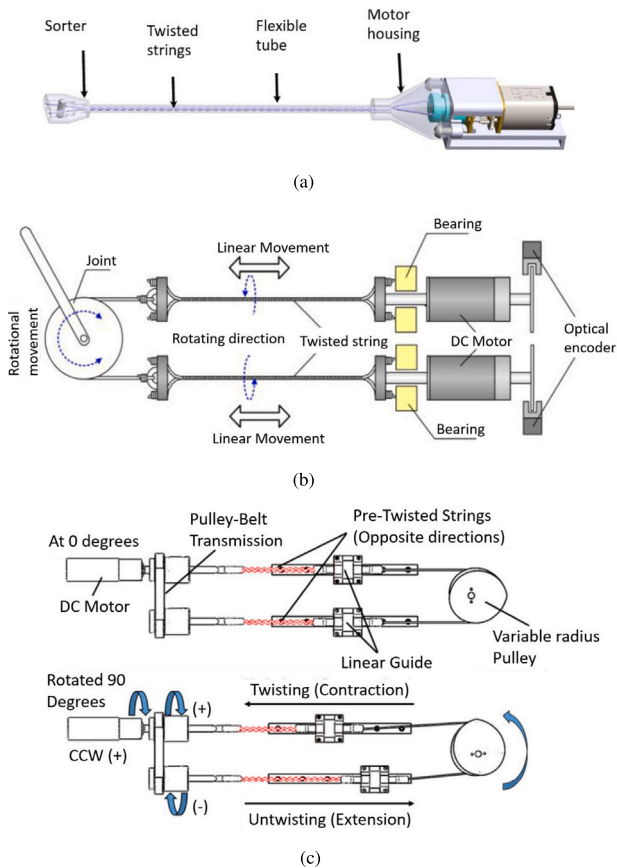 Sorter
Twisted
strings
Flexible
tube
Motor
housing
(a)
Bearing
Linear Movement
Joint
Rotational
movement
Rotating direction
Twisted string
DC Motor
Optical
encoder
Linear Movement
Bearing
(b)
Pulley-Belt
Transmission
Pre-Twisted Strings
(Opposite directions)
At 0 degrees
DC Motor
Linear Guide
Variable radius
Pulley
Rotated 90
Degrees
(+)
Twisting (Contraction)
CCW (+)
(-)
Untwisting (Extension)
(c)